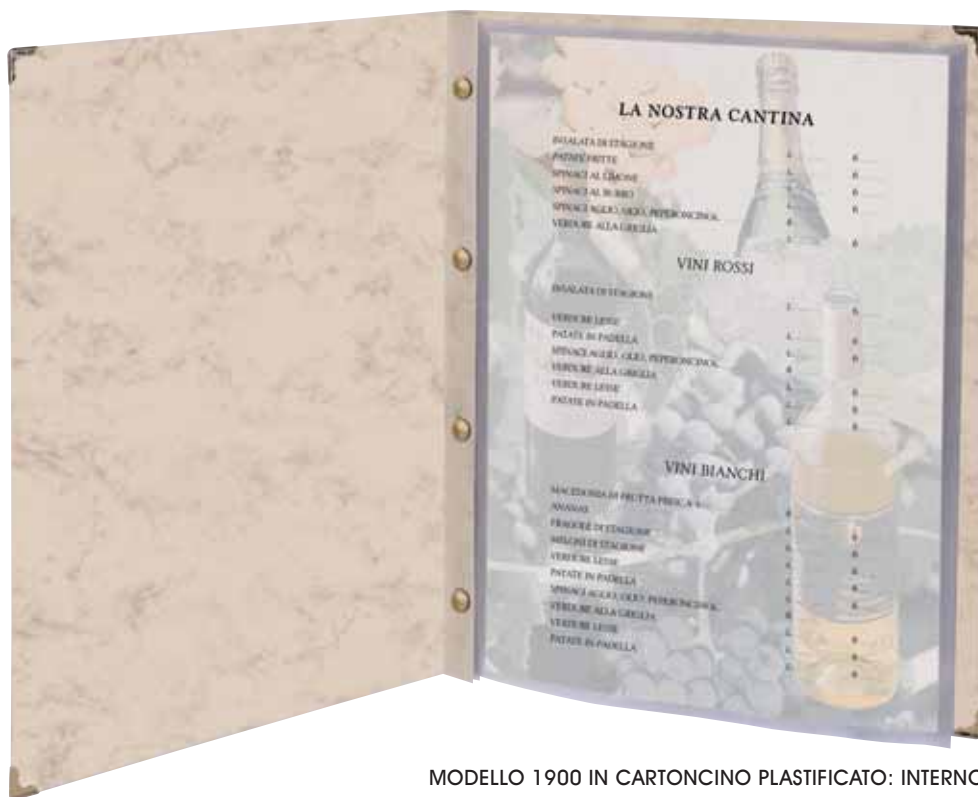 LA NOSTRA CANTINA
INSALATA DI STAGIONE
PATATE FRITTE
SPINACI AL LIMONE
SPINACI AL BURRO
SPINACI AGLIO, OLIO, PEPERONCINO
VERDURE ALLA GRIGLIA
VINI ROSSI
INSALATA DI STAGIONE
VERDURE LESSE
PATATE IN PADELLA
SPINACI AGLIO, OLIO, PEPERONCINO
VERDURE ALLA GRIGLIA
VERDURE LESSE
PATATE IN PADELLA
VINI BIANCHI
MACEDONIA DI FRUTTA FRESCA
ANANAS
FRAGOLE DI STAGIONE
MELONI DI STAGIONE
VERDURE LESSE
PATATE IN PADELLA
SPINACI AGLIO, OLIO, PEPERONCINO
VERDURE ALLA GRIGLIA
VERDURE LESSE
PATATE IN PADELLA
MODELLO 1900 IN CARTONCINO PLASTIFICATO: INTERNO